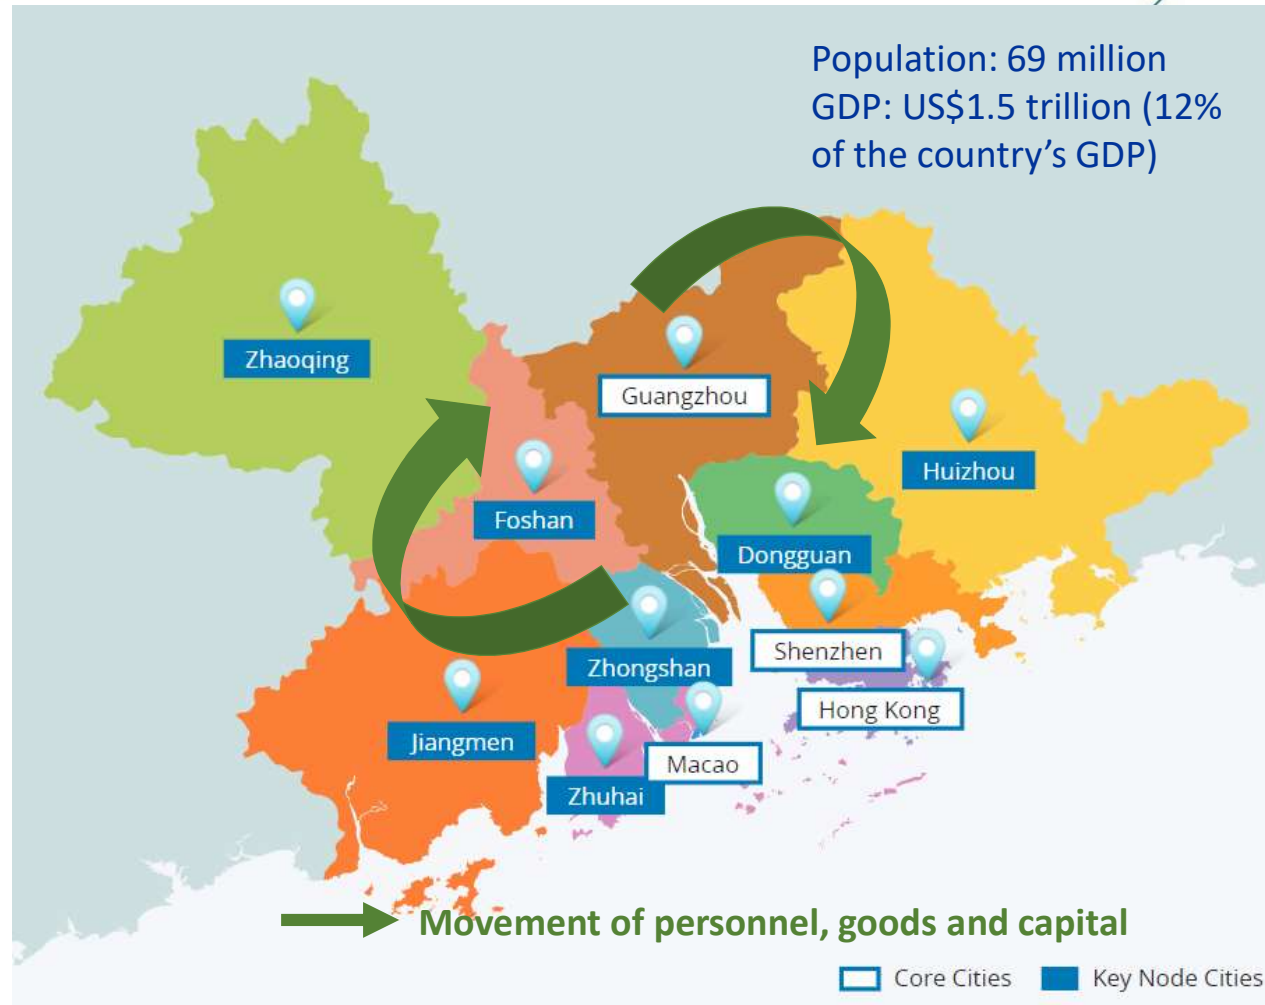 Population: 69 million
GDP: US$1.5 trillion (12%
of the country’s GDP)
Zhaoqing
Guangzhou
Huizhou
Foshan
Dongguan
Shenzhen
Zhongshan
Hong Kong
Jiangmen
Macao
Zhuhai
Movement of personnel, goods and capital
Core Cities
Key Node Cities